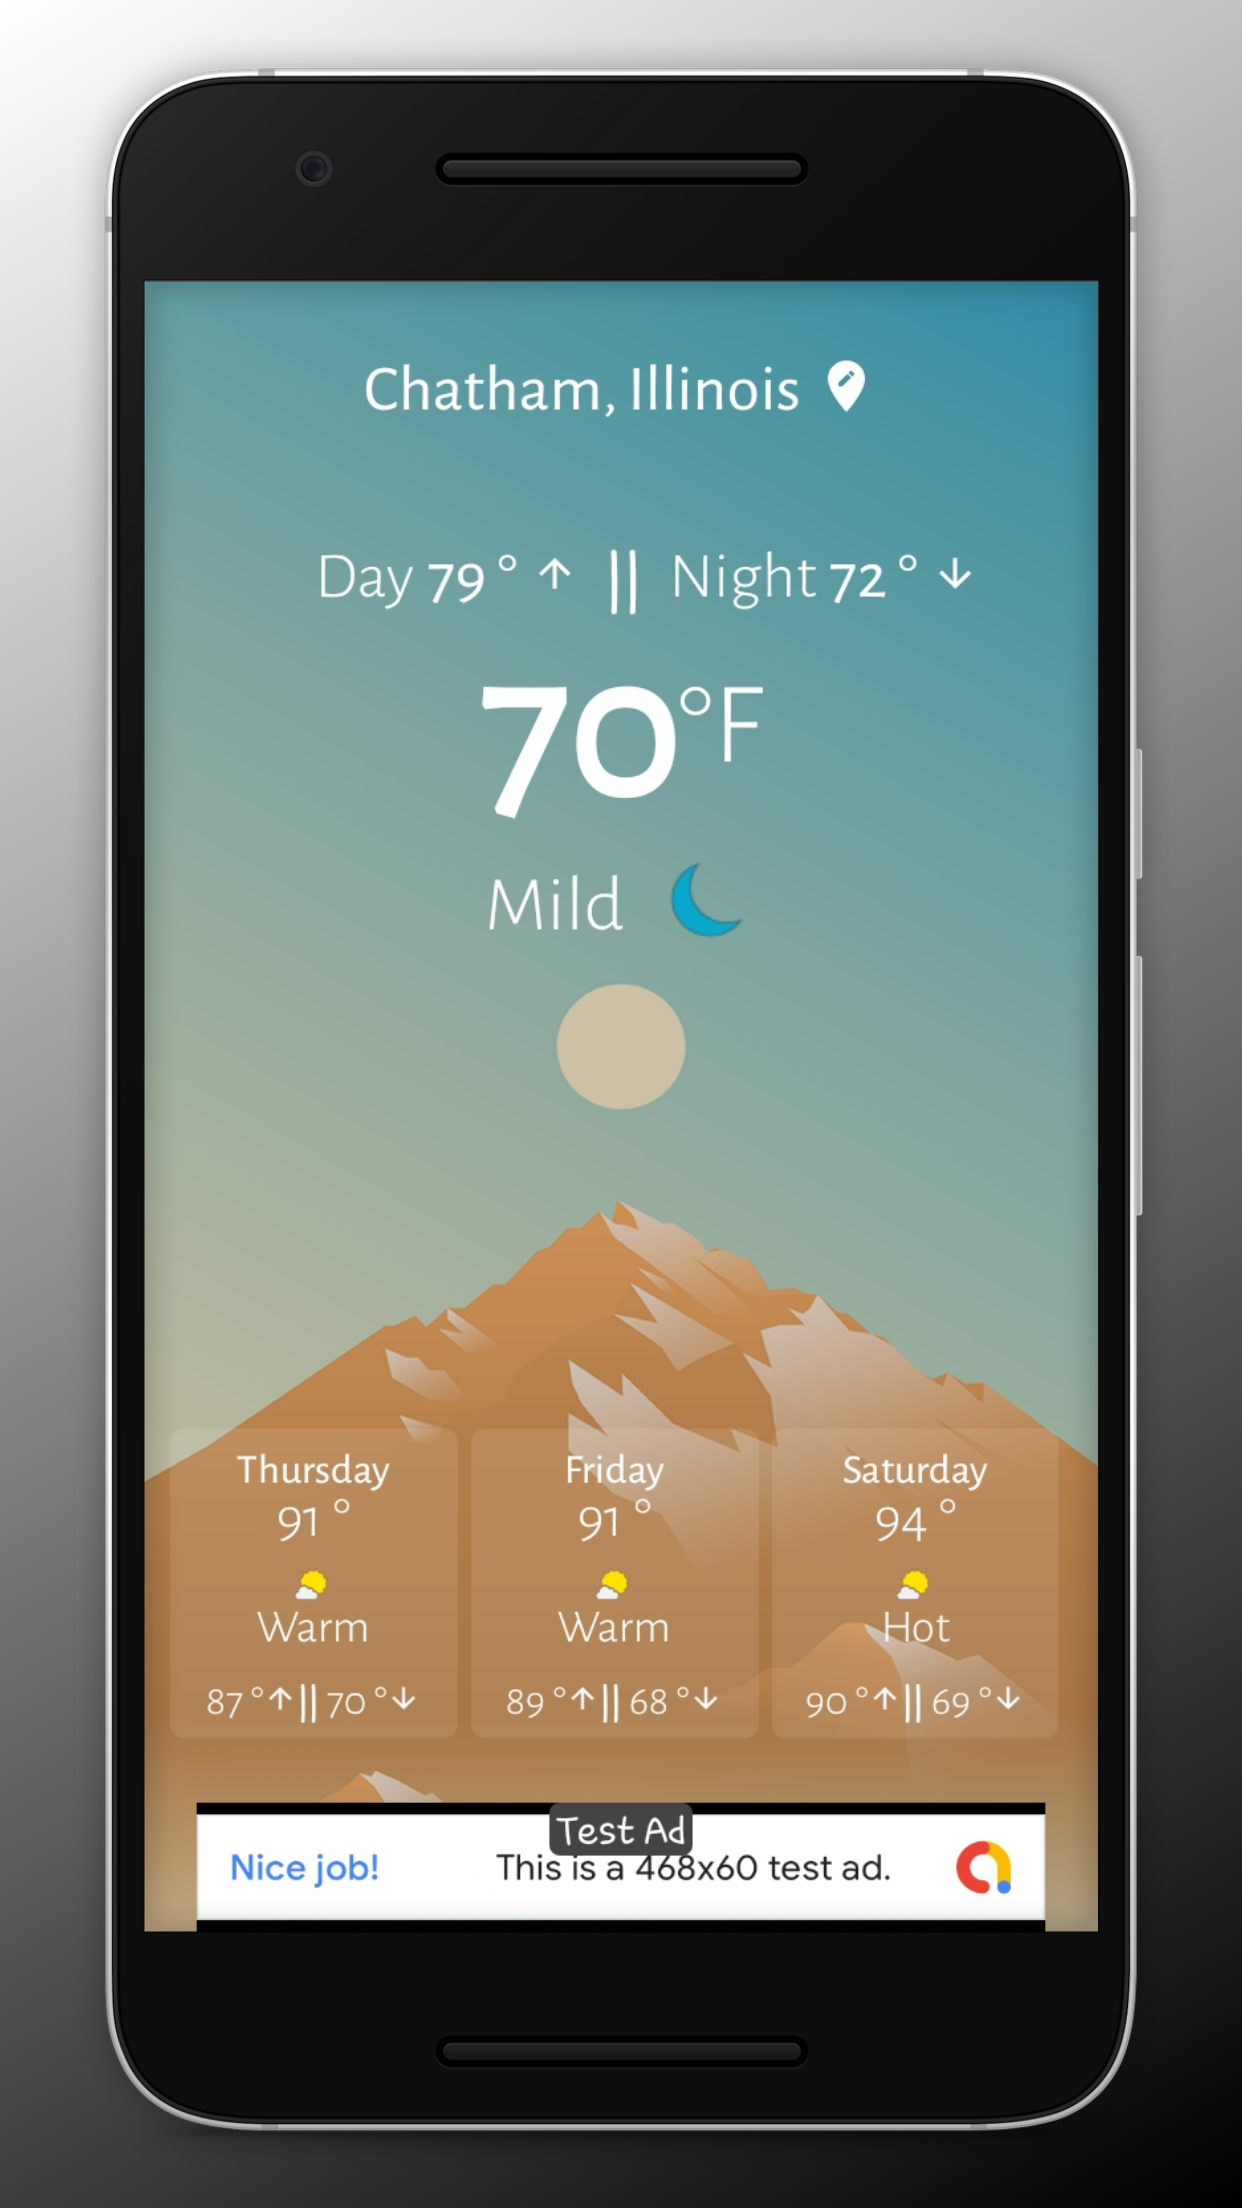 Chatham, Illinois
Day 79° ↑ || Night 72° ↓
70°F
Mild
Thursday
91°
Warm
87°↑||70°↓
Friday
91°
Warm
89°↑||68°↓
Saturday
94°
Hot
90°↑||69°↓
Test Ad
Nice job! This is a 468x60 test ad.